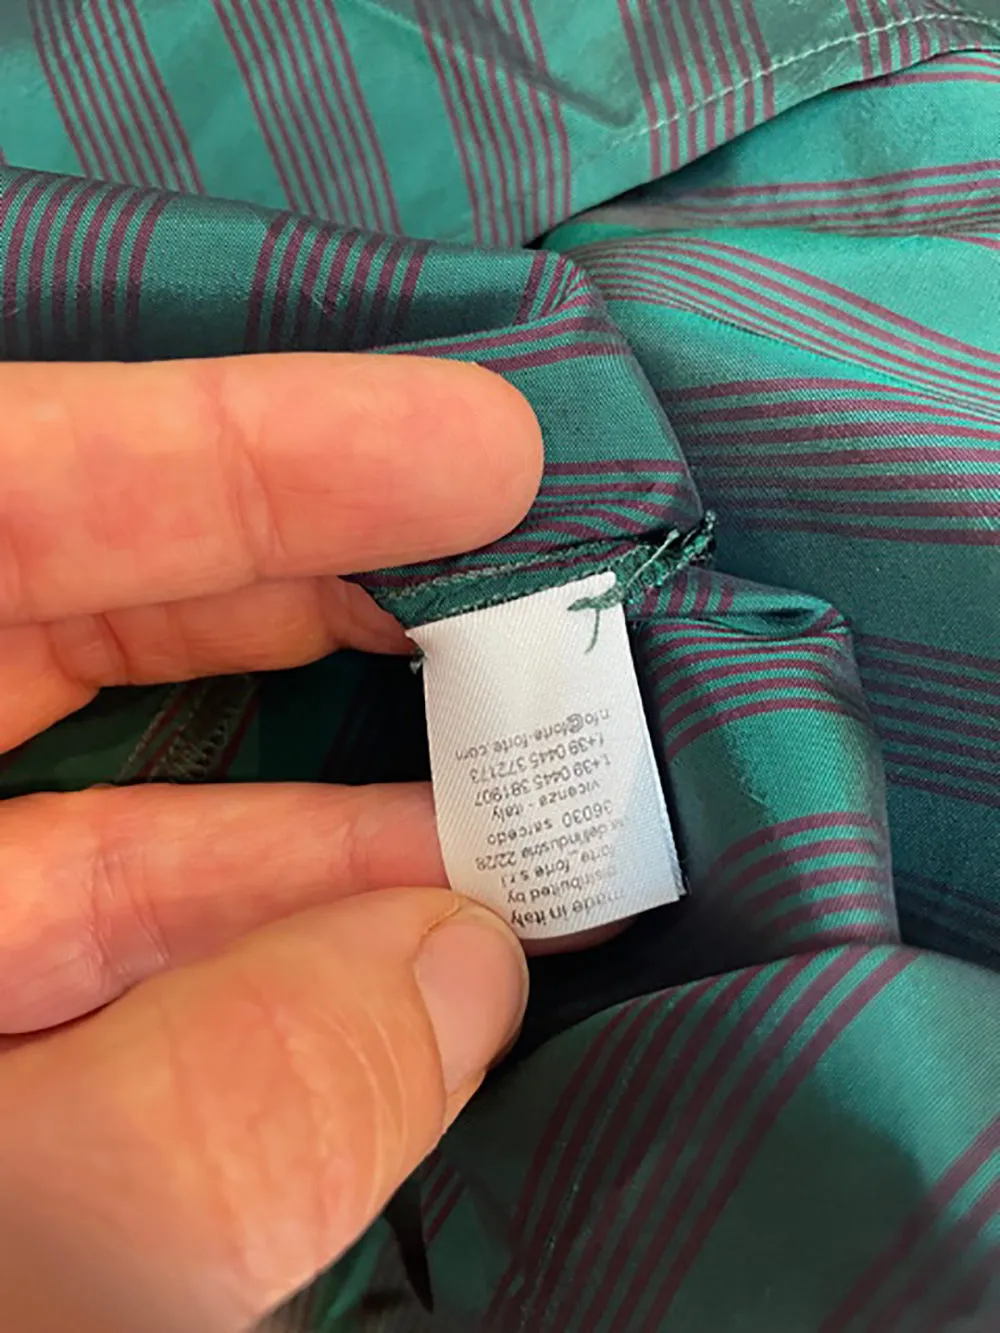 made in italy
distributed by
forte_forte s.r.l
dell'industria 22/28
36030 sarcedo
vicenza - italy
t.+39 0445 381907
f.+39 0445 372173
nfo@forte-forte.com